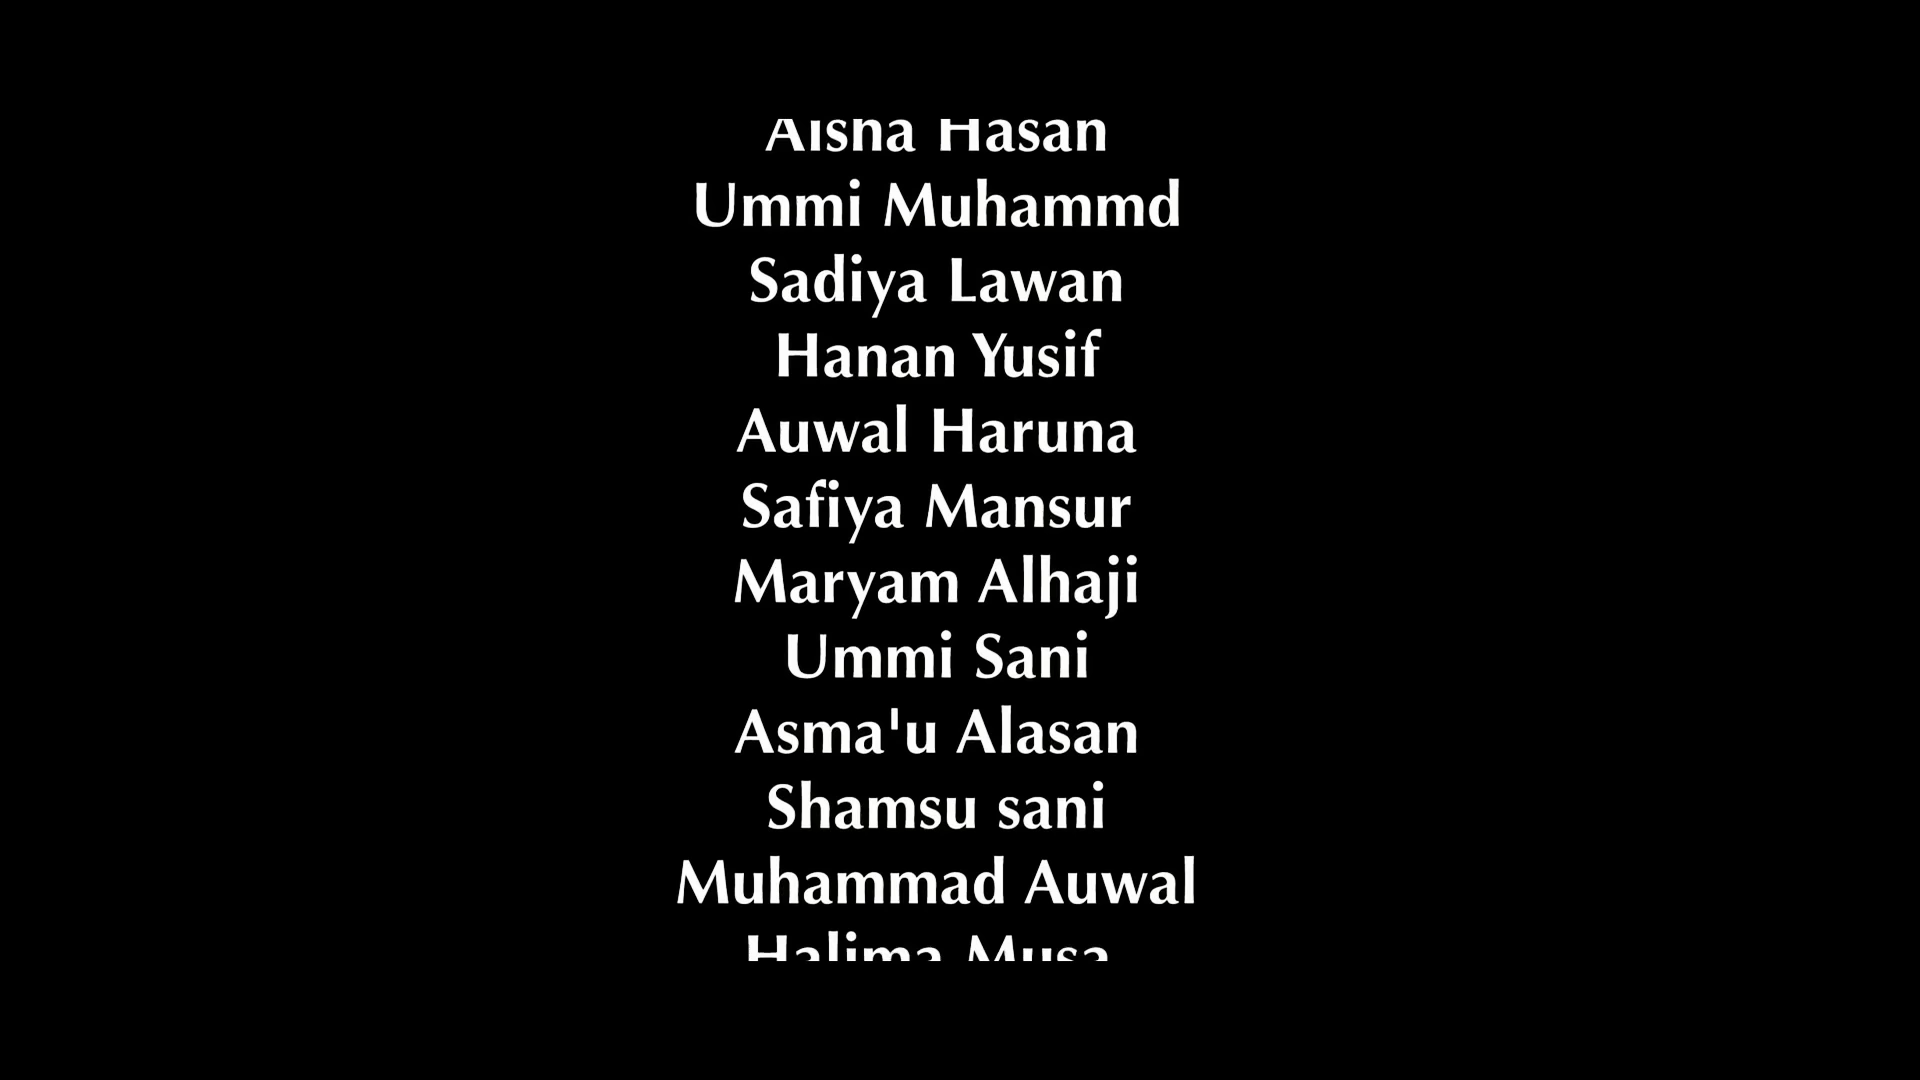 Aisha Hasan
Ummi Muhammd
Sadiya Lawan
Hanan Yusif
Auwal Haruna
Safiya Mansur
Maryam Alhaji
Ummi Sani
Asma'u Alasan
Shamsu sani
Muhammad Auwal
Halima Musa